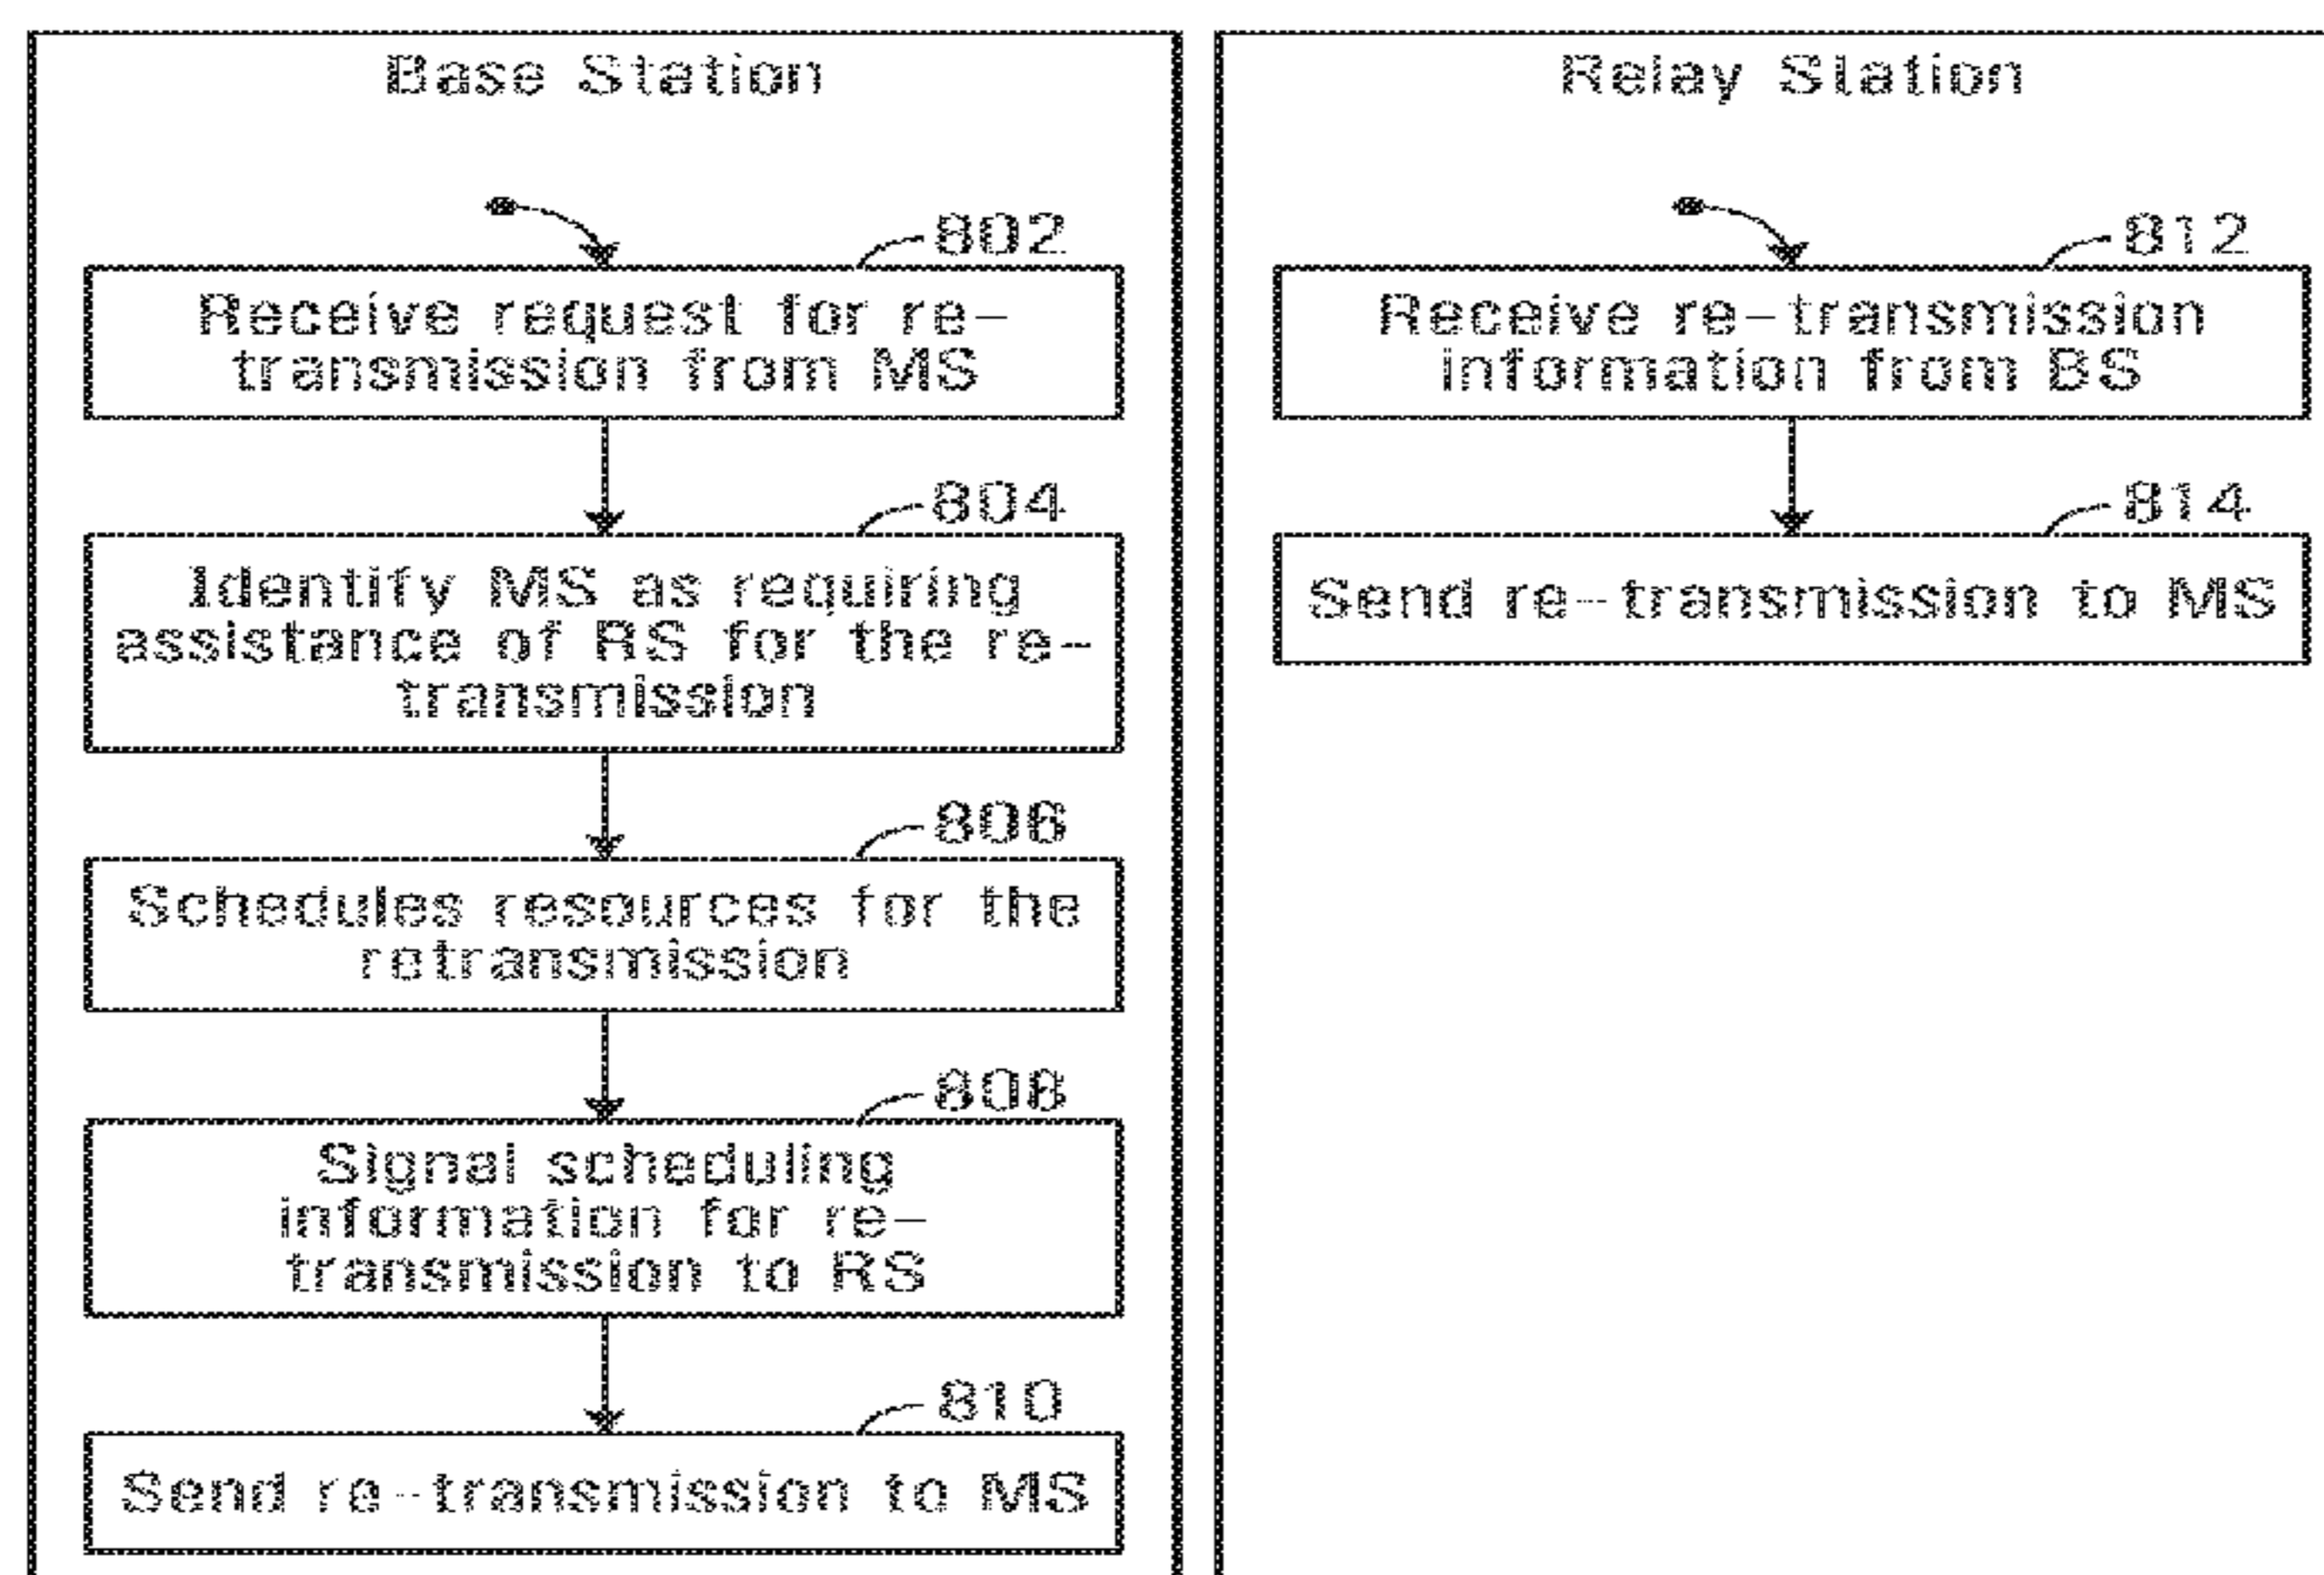 Base Station
802
Receive request for re-
transmission from MS
804
Identify MS as requiring
assistance of RS for the re-
transmission
806
Schedules resources for the
retransmission
808
Signal scheduling
information for re-
transmission to RS
810
Send re-transmission to MS
Relay Station
812
Receive re-transmission
information from BS
814
Send re-transmission to MS